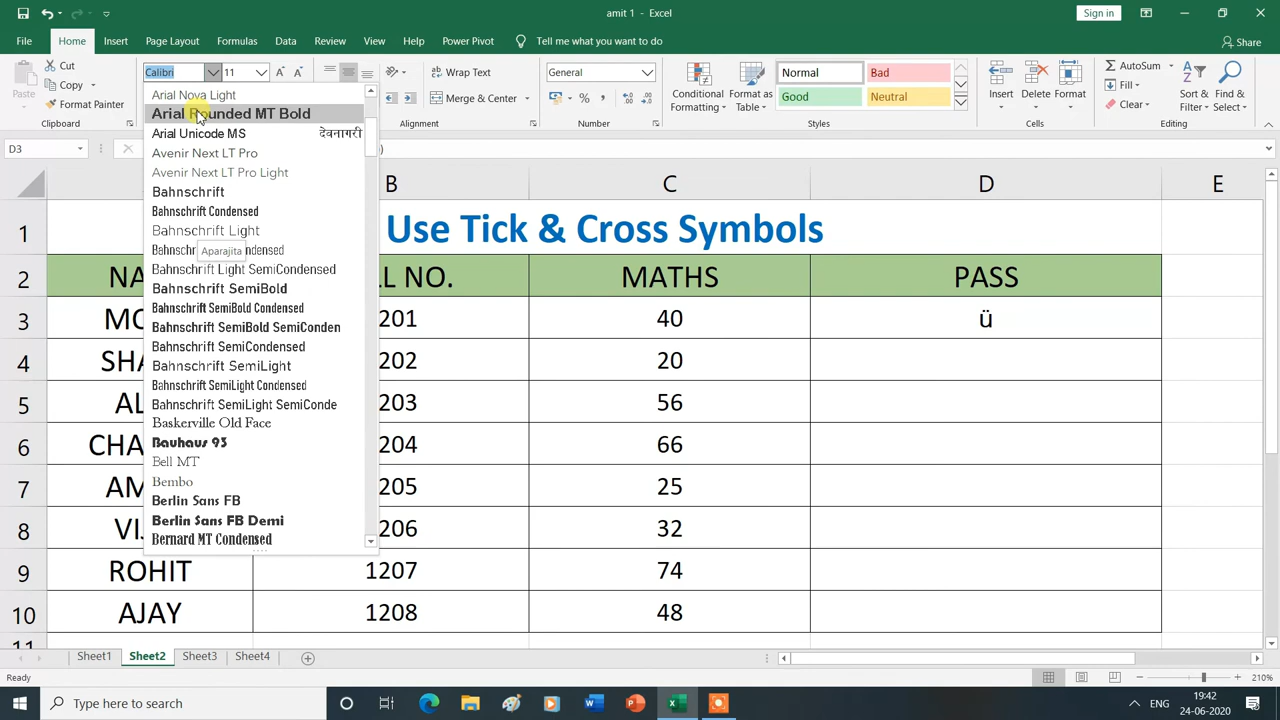 amit 1 - Excel
Sign in
File Home Insert Page Layout Formulas Data Review View Help Power Pivot Tell me what you want to do Share
Paste
Cut
Copy
Format Painter
Clipboard
Calibri 11
Wrap Text
Merge & Center
Alignment
General
Number
Conditional Formatting
Format as Table
Normal Bad
Good Neutral
Styles
Insert Delete Format
Cells
AutoSum
Fill
Clear
Sort & Filter
Find & Select
Editing
D3
)
Arial Nova Light
Arial Rounded MT Bold
Arial Unicode MS देवनागरी
Avenir Next LT Pro
Avenir Next LT Pro Light
Bahnschrift
Bahnschrift Condensed
Bahnschrift Light
Aparajita
Bahnschrift Light SemiCondensed
Bahnschrift SemiBold
Bahnschrift SemiBold Condensed
Bahnschrift SemiBold SemiConden
Bahnschrift SemiCondensed
Bahnschrift SemiLight
Bahnschrift SemiLight Condensed
Bahnschrift SemiLight SemiConde
Baskerville Old Face
Bauhaus 93
Bell MT
Bembo
Berlin Sans FB
Berlin Sans FB Demi
Bernard MT Condensed
B C D E
1 Use Tick & Cross Symbols
2 NA LL NO. MATHS PASS
3 MO 201 40 ü
4 SHA 202 20
5 AL 203 56
6 CHA 204 66
7 AM 205 25
8 VI 206 32
9 ROHIT 1207 74
10 AJAY 1208 48
11
Sheet1 Sheet2 Sheet3 Sheet4
Ready
210%
Type here to search
ENG
19:42
24-06-2020